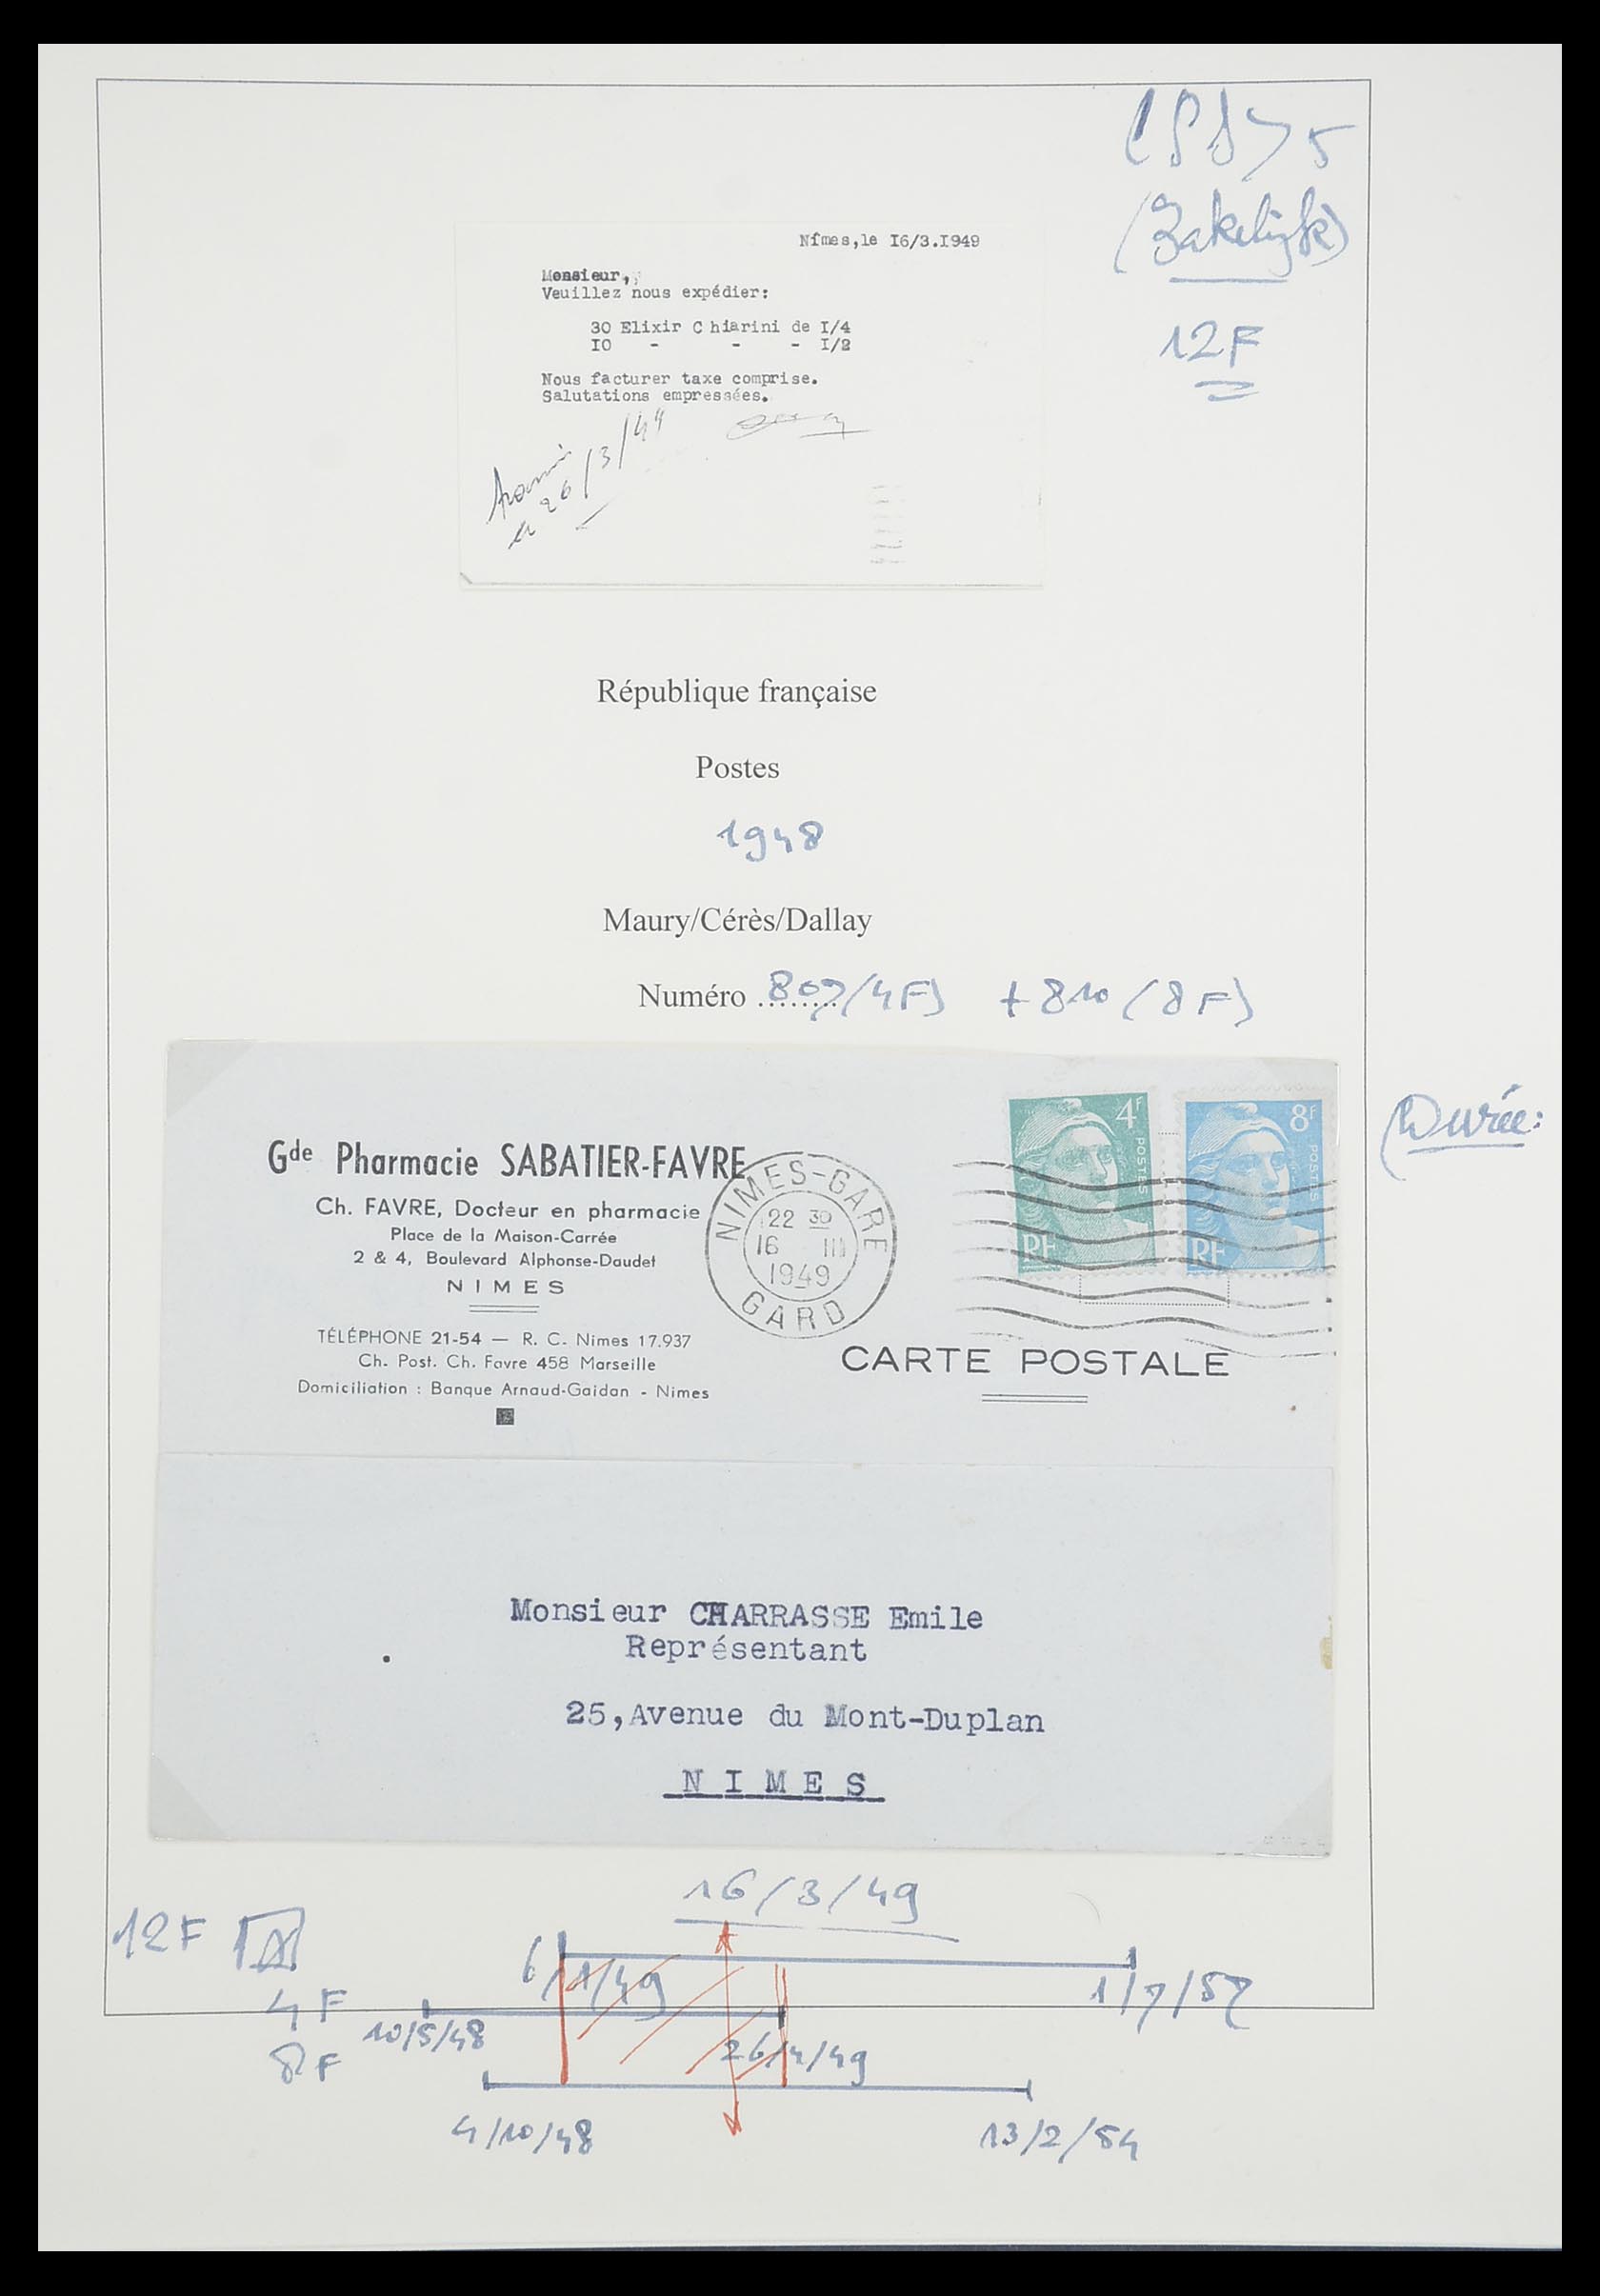 (Zakelijk)
12F
Nîmes,le I6/3.I949
Monsieur,
Veuillez nous expédier:
30 Elixir Chiarini de I/4
I0 - - - I/2
Nous facturer taxe comprise.
Salutations empressées.
26/3/49
République française
Postes
1948
Maury/Cérès/Dallay
Numéro ........ 809 (4F) + 810 (8F)
Durée:
4F
POSTES
RF
8F
POSTES
RF
Gde Pharmacie SABATIER-FAVRE
Ch. FAVRE, Docteur en pharmacie
Place de la Maison-Carrée
2 & 4, Boulevard Alphonse-Daudet
NIMES
TÉLÉPHONE 21-54 — R. C. Nimes 17.937
Ch. Post. Ch. Favre 458 Marseille
Domiciliation : Banque Arnaud-Gaidan - Nimes
NIMES-GARE
22 30
16 III
1949
GARD
CARTE POSTALE
Monsieur CHARRASSE Emile
Représentant
25,Avenue du Mont-Duplan
N I M E S
16/3/49
12F
6/1/49
1/7/57
4F
10/5/48
26/4/49
8F
4/10/48
13/2/54